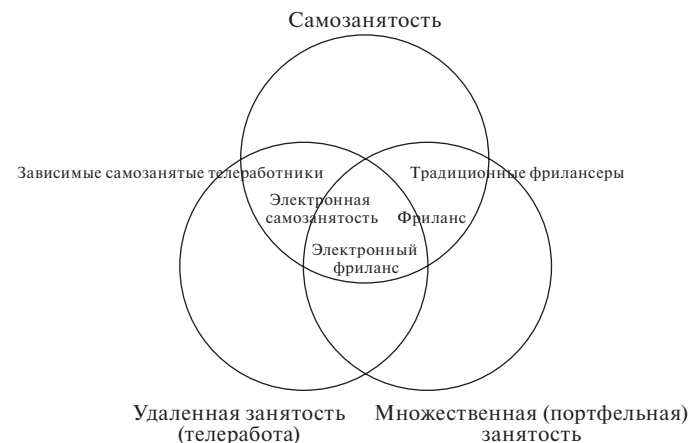 Самозанятость
Зависимые самозанятые телеработники
Традиционные фрилансеры
Электронная
самозанятость
Фриланс
Электронный
фриланс
Удаленная занятость
(телеработа)
Множественная (портфельная)
занятость